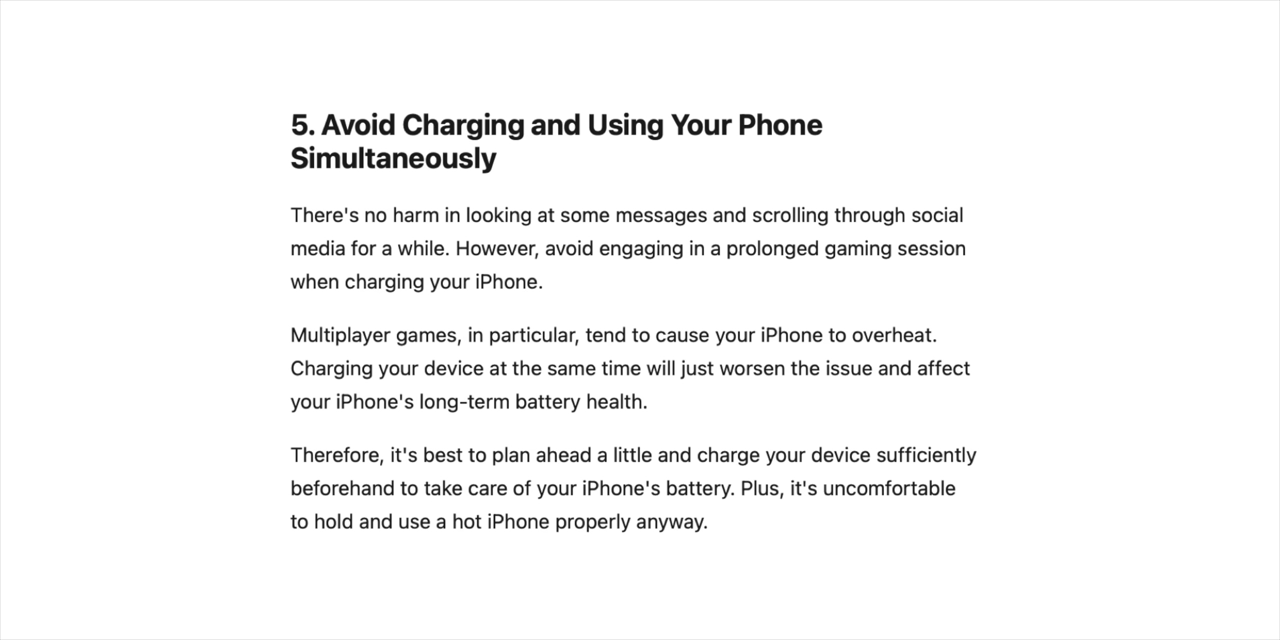 5. Avoid Charging and Using Your Phone
Simultaneously
There's no harm in looking at some messages and scrolling through social
media for a while. However, avoid engaging in a prolonged gaming session
when charging your iPhone.
Multiplayer games, in particular, tend to cause your iPhone to overheat.
Charging your device at the same time will just worsen the issue and affect
your iPhone's long-term battery health.
Therefore, it's best to plan ahead a little and charge your device sufficiently
beforehand to take care of your iPhone's battery. Plus, it's uncomfortable
to hold and use a hot iPhone properly anyway.